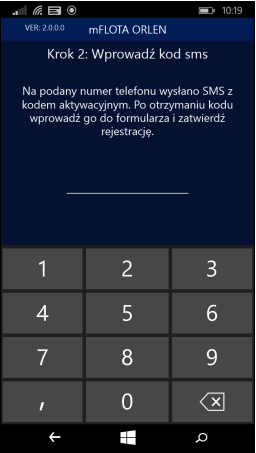 10:19
VER: 2.0.0.0 mFLOTA ORLEN
Krok 2: Wprowadź kod sms
Na podany numer telefonu wysłano SMS z
kodem aktywacyjnym. Po otrzymaniu kodu
wprowadź go do formularza i zatwierdź
rejestrację.
1 2 3
4 5 6
7 8 9
, 0